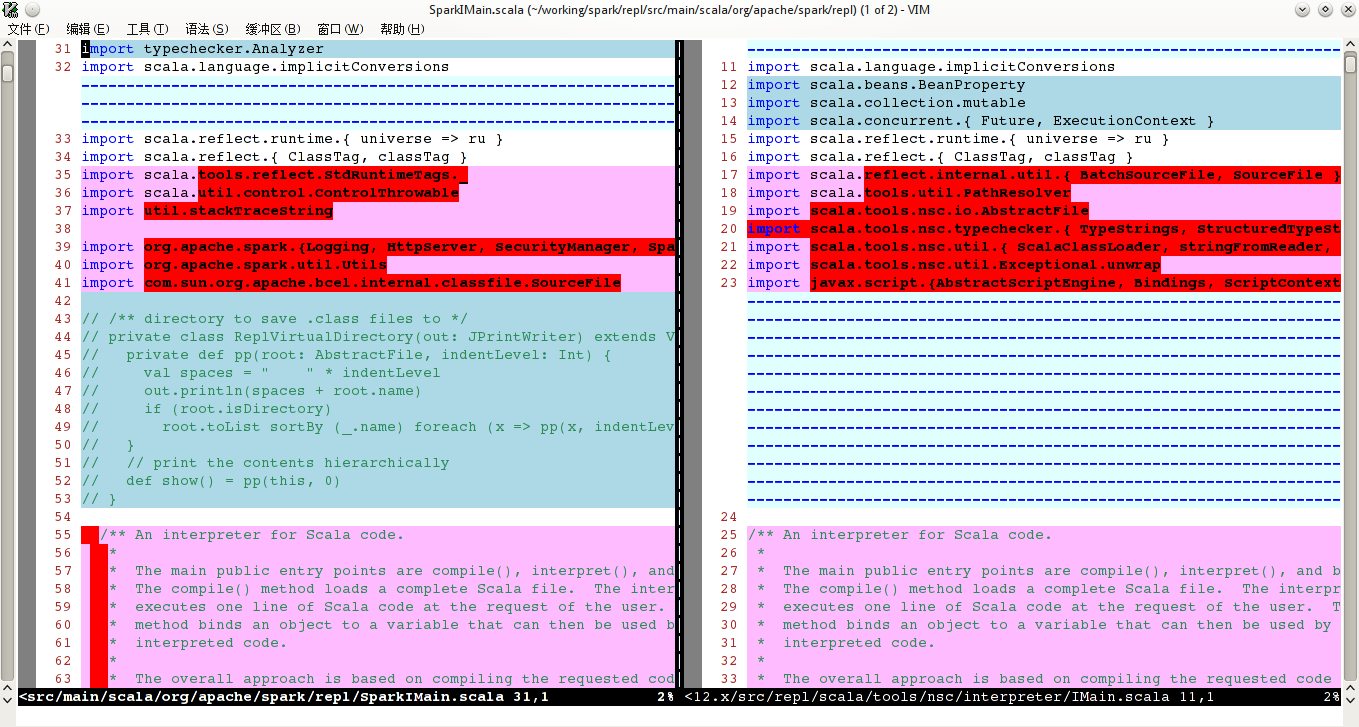 SparkIMain.scala (~/working/spark/repl/src/main/scala/org/apache/spark/repl) (1 of 2) - VIM
文件(F) 编辑(E) 工具(T) 语法(S) 缓冲区(B) 窗口(W) 帮助(H)
31 import typechecker.Analyzer
32 import scala.language.implicitConversions
33 import scala.reflect.runtime.{ universe => ru }
34 import scala.reflect.{ ClassTag, classTag }
35 import scala.tools.reflect.StdRuntimeTags._
36 import scala.util.control.ControlThrowable
37 import util.stackTraceString
38
39 import org.apache.spark.{Logging, HttpServer, SecurityManager, Spa
40 import org.apache.spark.util.Utils
41 import com.sun.org.apache.bcel.internal.classfile.SourceFile
42
43 // /** directory to save .class files to */
44 // private class ReplVirtualDirectory(out: JPrintWriter) extends V
45 //   private def pp(root: AbstractFile, indentLevel: Int) {
46 //     val spaces = "    " * indentLevel
47 //     out.println(spaces + root.name)
48 //     if (root.isDirectory)
49 //       root.toList sortBy (_.name) foreach (x => pp(x, indentLev
50 //   }
51 //   // print the contents hierarchically
52 //   def show() = pp(this, 0)
53 // }
54
55   /** An interpreter for Scala code.
56    *
57    *  The main public entry points are compile(), interpret(), and
58    *  The compile() method loads a complete Scala file.  The inter
59    *  executes one line of Scala code at the request of the user.
60    *  method binds an object to a variable that can then be used b
61    *  interpreted code.
62    *
63    *  The overall approach is based on compiling the requested cod
<src/main/scala/org/apache/spark/repl/SparkIMain.scala 31,1 2%
11 import scala.language.implicitConversions
12 import scala.beans.BeanProperty
13 import scala.collection.mutable
14 import scala.concurrent.{ Future, ExecutionContext }
15 import scala.reflect.runtime.{ universe => ru }
16 import scala.reflect.{ ClassTag, classTag }
17 import scala.reflect.internal.util.{ BatchSourceFile, SourceFile }
18 import scala.tools.util.PathResolver
19 import scala.tools.nsc.io.AbstractFile
20 import scala.tools.nsc.typechecker.{ TypeStrings, StructuredTypeSt
21 import scala.tools.nsc.util.{ ScalaClassLoader, stringFromReader,
22 import scala.tools.nsc.util.Exceptional.unwrap
23 import javax.script.{AbstractScriptEngine, Bindings, ScriptContext
24
25 /** An interpreter for Scala code.
26  *
27  *  The main public entry points are compile(), interpret(), and b
28  *  The compile() method loads a complete Scala file.  The interpr
29  *  executes one line of Scala code at the request of the user.  T
30  *  method binds an object to a variable that can then be used by
31  *  interpreted code.
32  *
33  *  The overall approach is based on compiling the requested code
<12.x/src/repl/scala/tools/nsc/interpreter/IMain.scala 11,1 2%